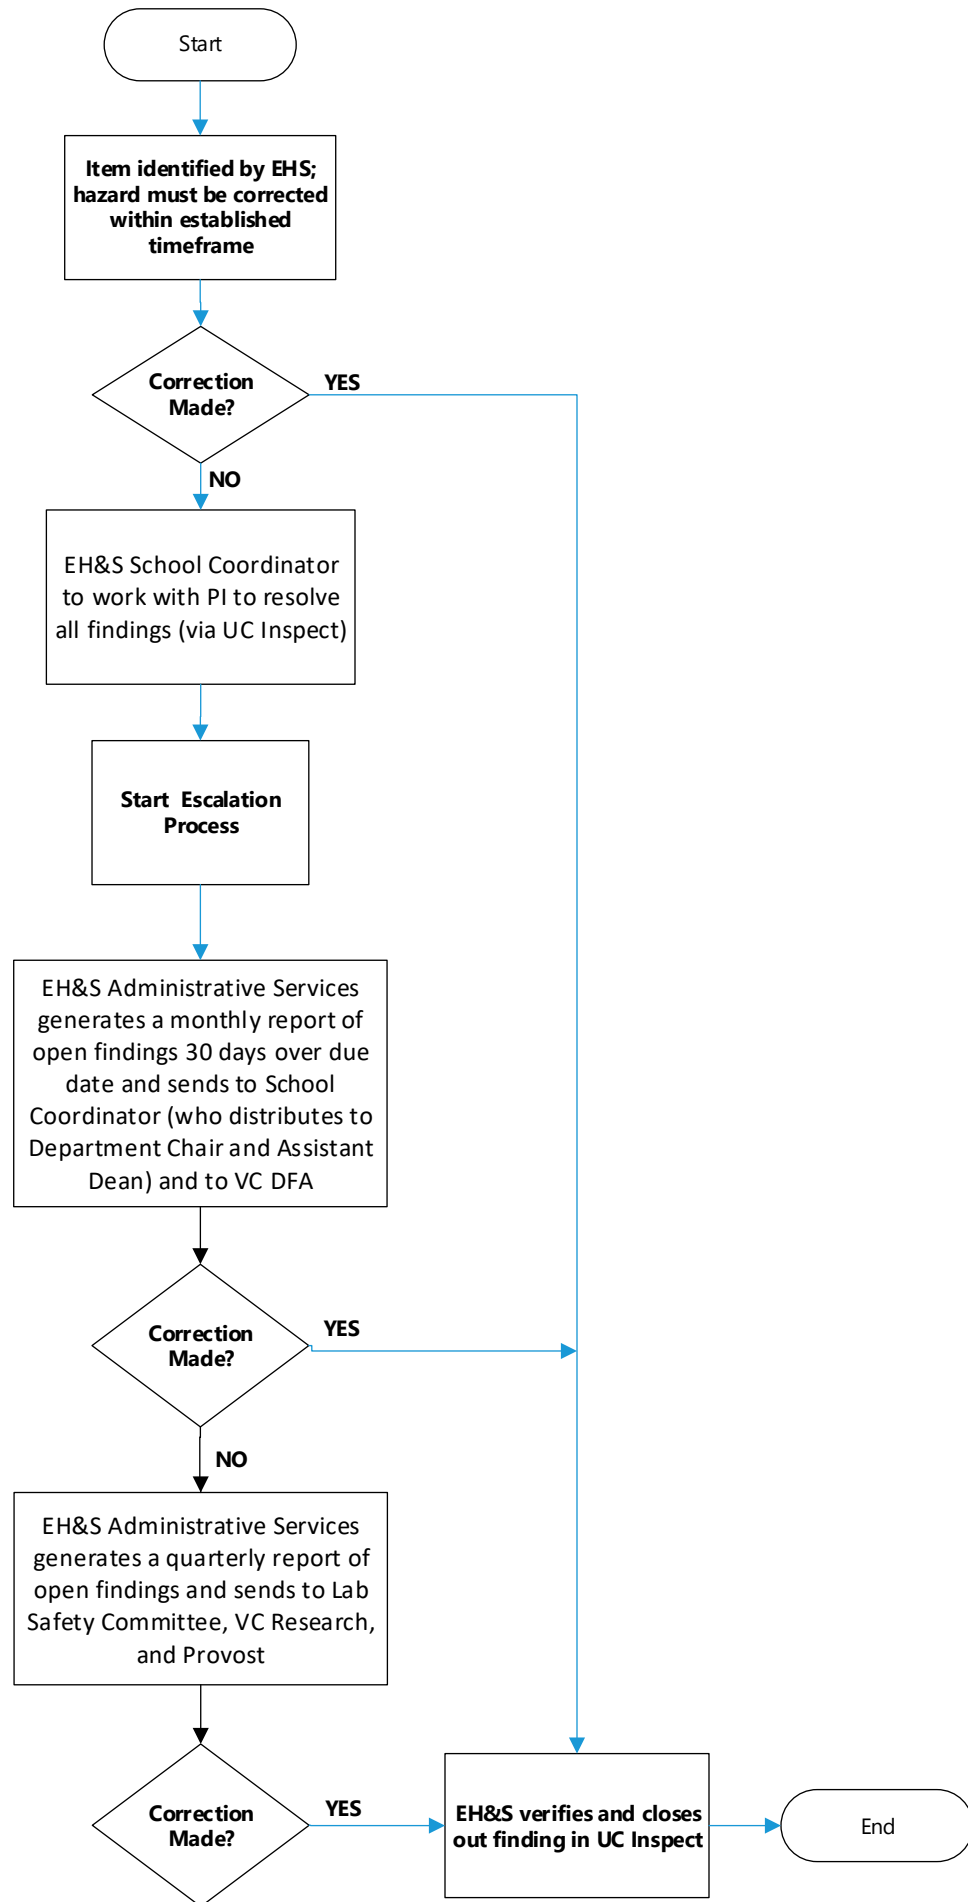 Start
Item identified by EHS;
hazard must be corrected
within established
timeframe
Correction
Made?
YES
NO
EH&S School Coordinator
to work with PI to resolve
all findings (via UC Inspect)
Start Escalation
Process
EH&S Administrative Services
generates a monthly report of
open findings 30 days over due
date and sends to School
Coordinator (who distributes to
Department Chair and Assistant
Dean) and to VC DFA
Correction
Made?
YES
NO
EH&S Administrative Services
generates a quarterly report of
open findings and sends to Lab
Safety Committee, VC Research,
and Provost
Correction
Made?
YES
EH&S verifies and closes
out finding in UC Inspect
End